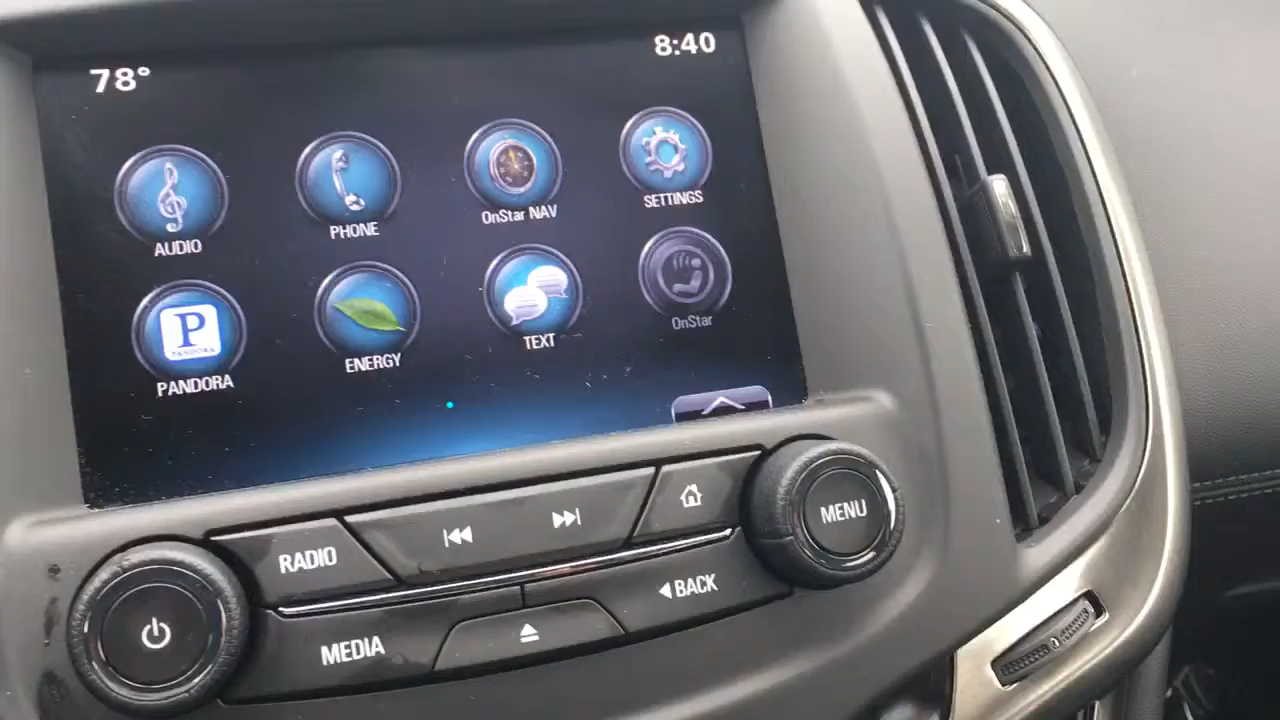 78°
8:40
AUDIO
PHONE
OnStar NAV
SETTINGS
P
PANDORA
PANDORA
ENERGY
TEXT
OnStar
RADIO
MENU
MEDIA
BACK